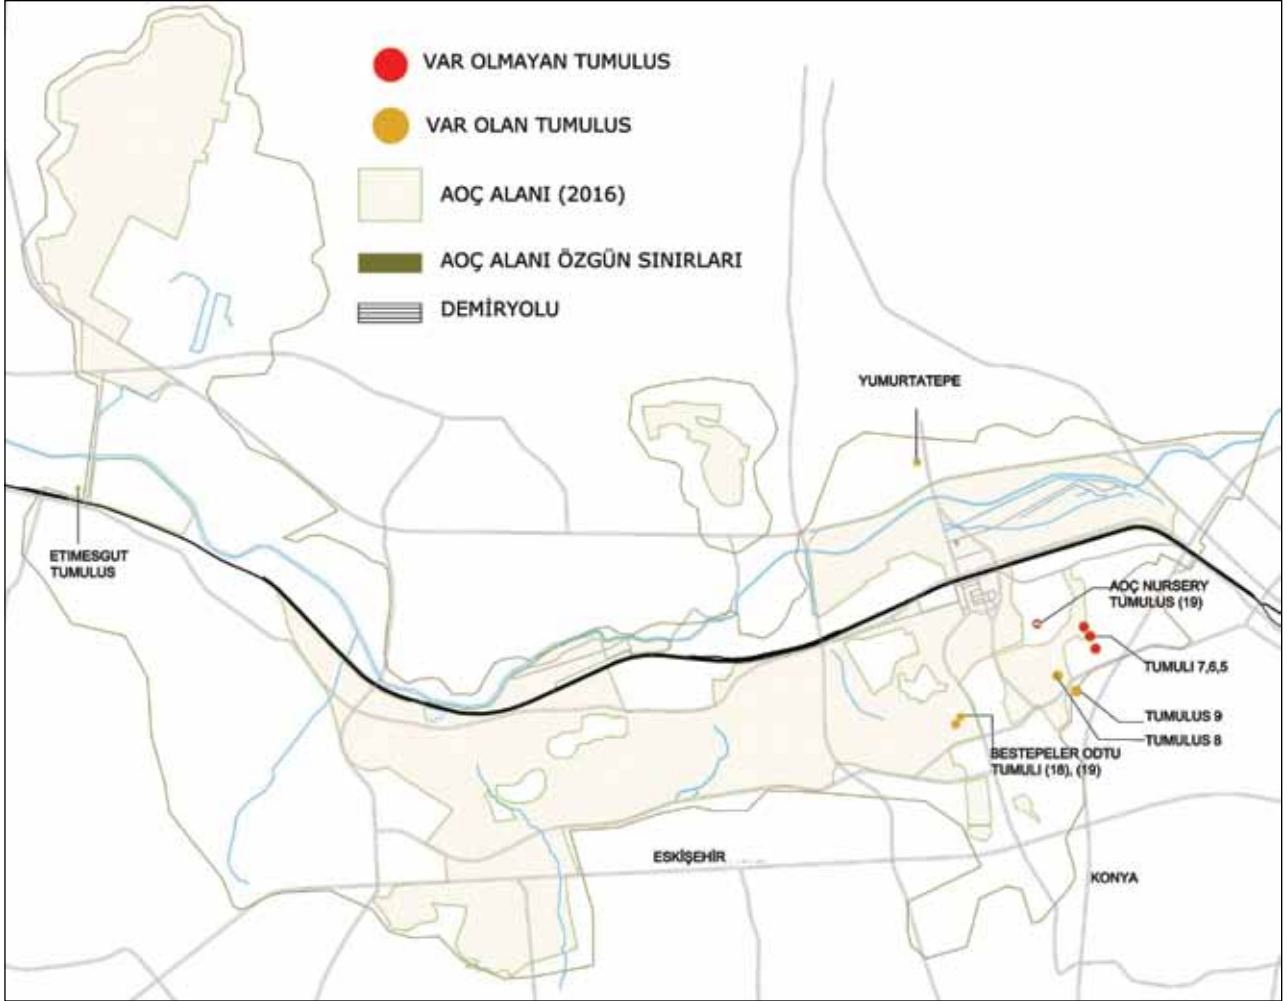 VAR OLMAYAN TUMULUS
VAR OLAN TUMULUS
AOÇ ALANI (2016)
AOÇ ALANI ÖZGÜN SINIRLARI
DEMİRYOLU
YUMURTATEPE
ETIMESGUT
TUMULUS
AOÇ NURSERY
TUMULUS (19)
TUMULI 7,6,5
TUMULUS 9
TUMULUS 8
BESTEPELER ODTU
TUMULI (18), (19)
ESKİŞEHİR
KONYA